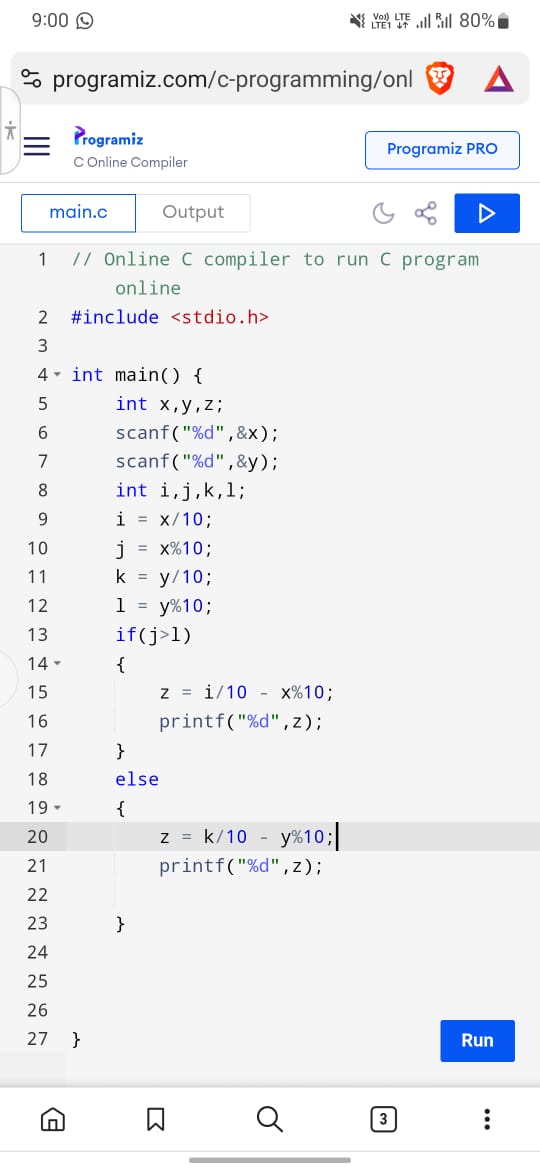 9:00
Vo) LTE R 80%
LTE1
programiz.com/c-programming/onl
Programiz
C Online Compiler
Programiz PRO
main.c
Output
1 // Online C compiler to run C program
online
2 #include <stdio.h>
3
4 int main() {
5 int x,y,z;
6 scanf("%d",&x);
7 scanf("%d",&y);
8 int i,j,k,l;
9 i = x/10;
10 j = x%10;
11 k = y/10;
12 l = y%10;
13 if(j>l)
14 {
15 z = i/10 - x%10;
16 printf("%d",z);
17 }
18 else
19 {
20 z = k/10 - y%10;
21 printf("%d",z);
22
23 }
24
25
26
27 }
Run
3